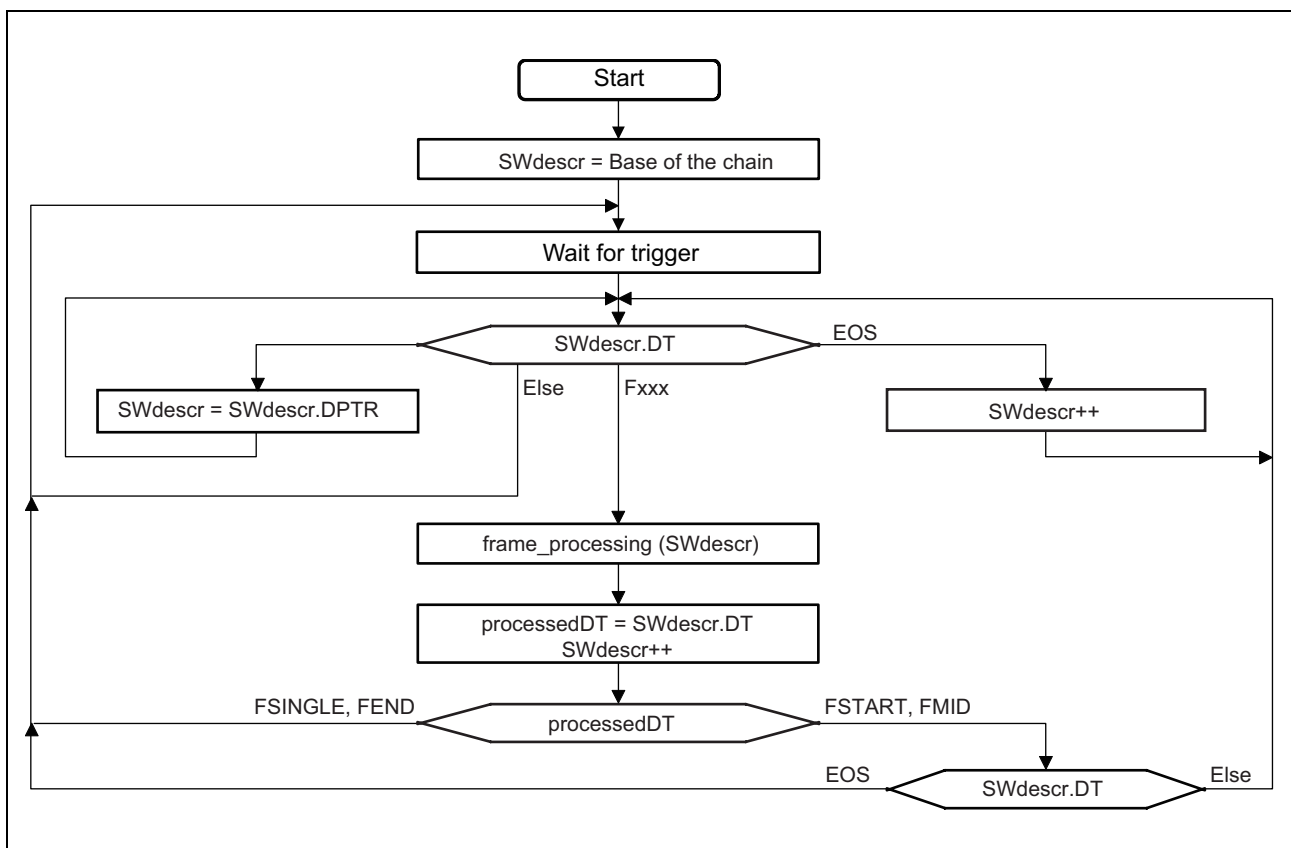 Start
SWdescr = Base of the chain
Wait for trigger
SWdescr.DT
EOS
Else
Fxxx
SWdescr = SWdescr.DPTR
SWdescr++
frame_processing (SWdescr)
processedDT = SWdescr.DT
SWdescr++
FSINGLE, FEND
processedDT
FSTART, FMID
EOS
SWdescr.DT
Else